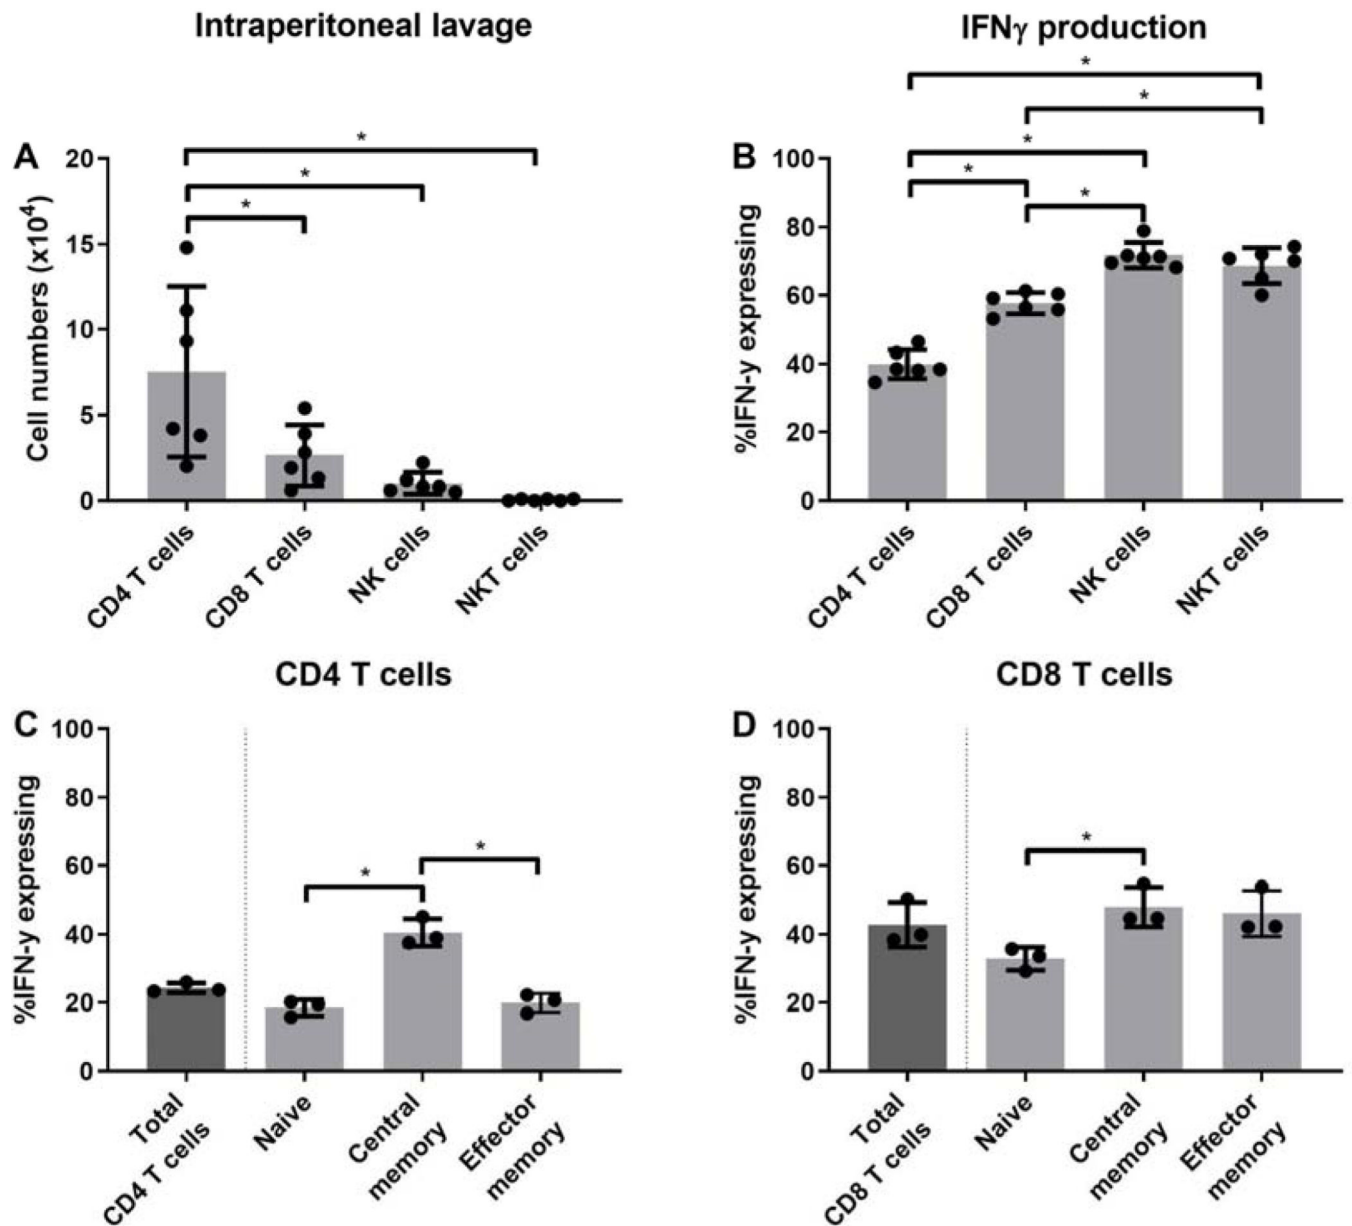 Intraperitoneal lavage
IFNγ production
A
Cell numbers (x10⁴)
20
15
10
5
0
*
*
*
CD4 T cells
CD8 T cells
NK cells
NKT cells
B
%IFN-y expressing
100
80
60
40
20
0
*
*
*
*
*
CD4 T cells
CD8 T cells
NK cells
NKT cells
CD4 T cells
CD8 T cells
C
%IFN-y expressing
100
80
60
40
20
0
*
*
Total
CD4 T cells
Naive
Central
memory
Effector
memory
D
%IFN-y expressing
100
80
60
40
20
0
*
Total
CD8 T cells
Naive
Central
memory
Effector
memory